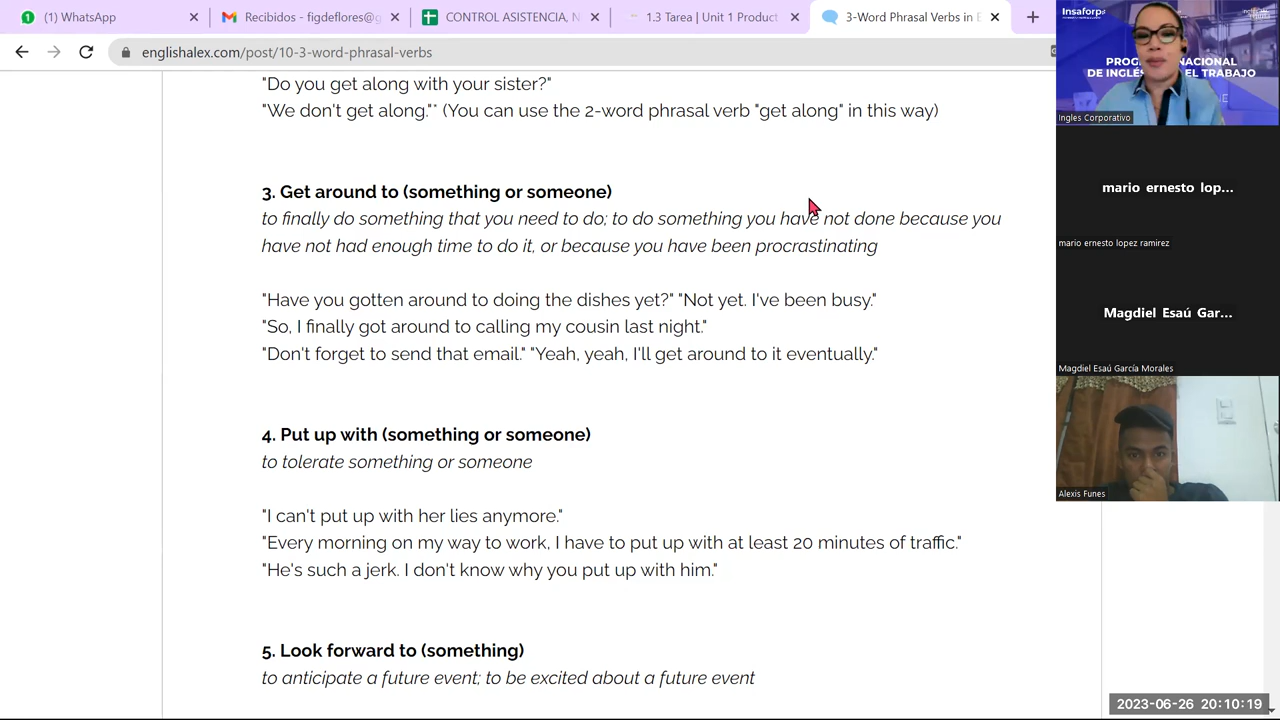 (1) WhatsApp
Recibidos - figdeflores@
CONTROL ASISTEN
1.3 Tarea | Unit 1 Product
3-Word Phrasal Verbs in E
englishalex.com/post/10-3-word-phrasal-verbs
"Do you get along with your sister?"
"We don't get along."* (You can use the 2-word phrasal verb "get along" in this way)
3. Get around to (something or someone)
to finally do something that you need to do; to do something you have not done because you
have not had enough time to do it, or because you have been procrastinating
"Have you gotten around to doing the dishes yet?" "Not yet. I've been busy."
"So, I finally got around to calling my cousin last night."
"Don't forget to send that email." "Yeah, yeah, I'll get around to it eventually."
4. Put up with (something or someone)
to tolerate something or someone
"I can't put up with her lies anymore."
"Every morning on my way to work, I have to put up with at least 20 minutes of traffic."
"He's such a jerk. I don't know why you put up with him."
5. Look forward to (something)
to anticipate a future event; to be excited about a future event
Insaforp
DE INGLÉS EL TRABAJO
Ingles Corporativo
mario ernesto lop...
mario ernesto lopez ramirez
Magdiel Esaú Gar...
Magdiel Esaú García Morales
Alexis Funes
2023-06-26 20:10:19